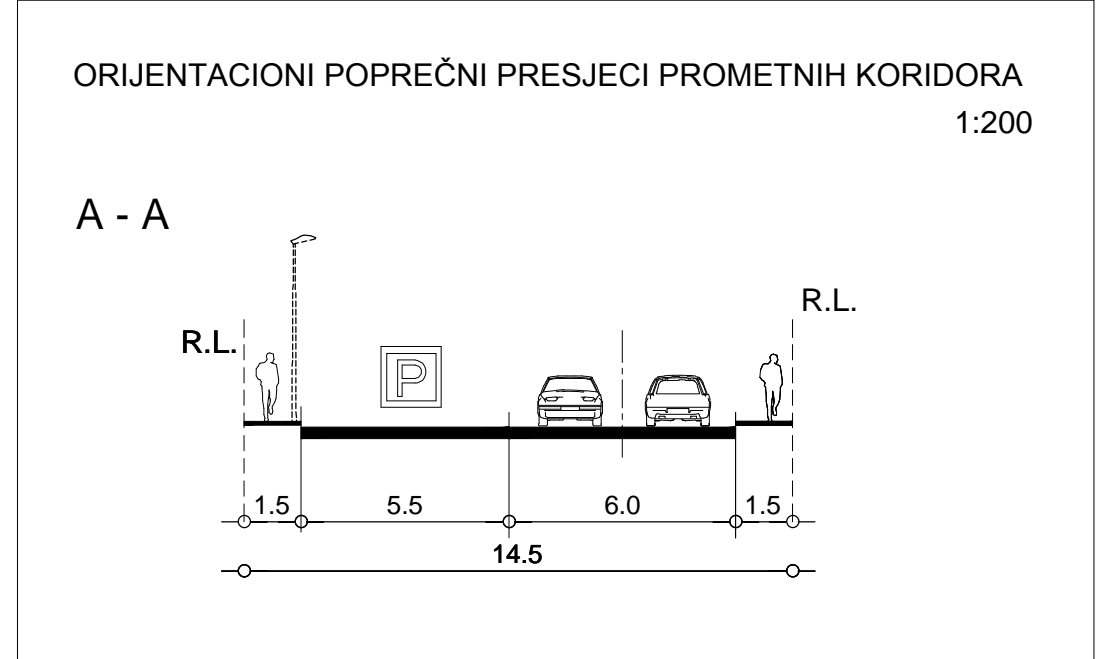 ORIJENTACIONI POPREČNI PRESJECI PROMETNIH KORIDORA
1:200
A - A
R.L.
R.L.
P
1.5 5.5 6.0 1.5
14.5